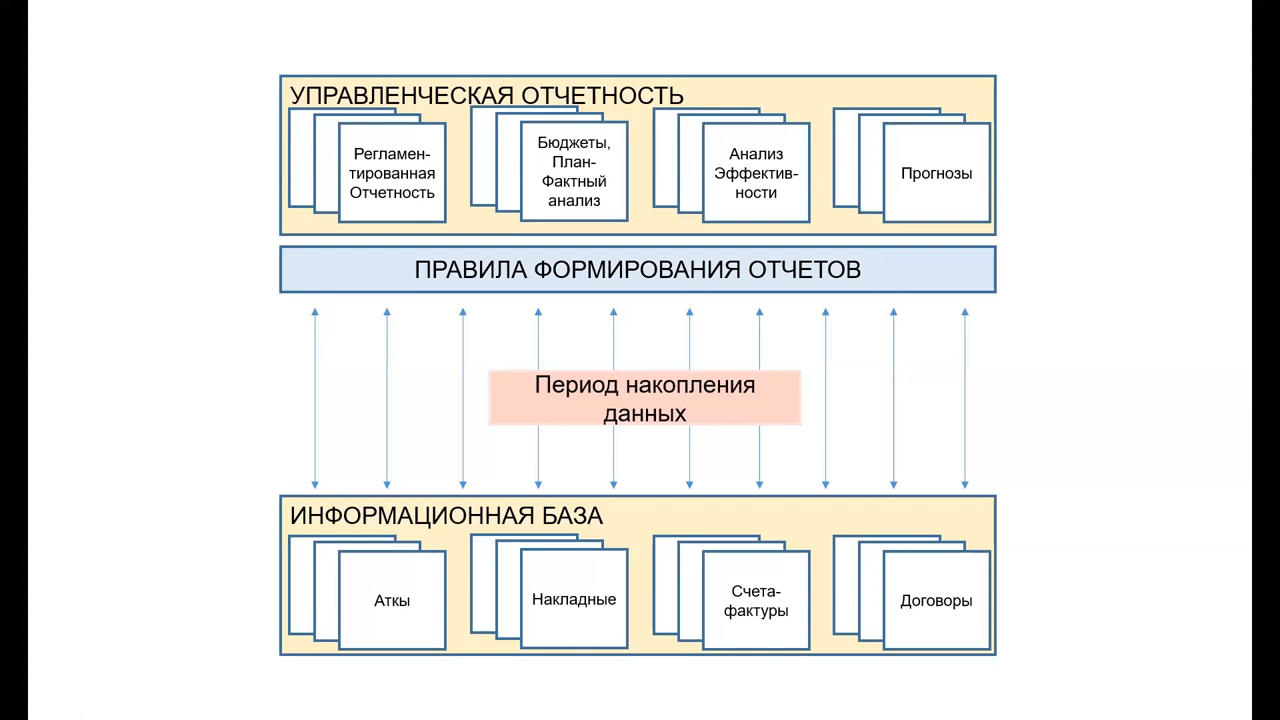 УПРАВЛЕНЧЕСКАЯ ОТЧЕТНОСТЬ
Регламен-
тированная
Отчетность
Бюджеты,
План-
Фактный
анализ
Анализ
Эффектив-
ности
Прогнозы
ПРАВИЛА ФОРМИРОВАНИЯ ОТЧЕТОВ
Период накопления
данных
ИНФОРМАЦИОННАЯ БАЗА
Аткы
Накладные
Счета-
фактуры
Договоры